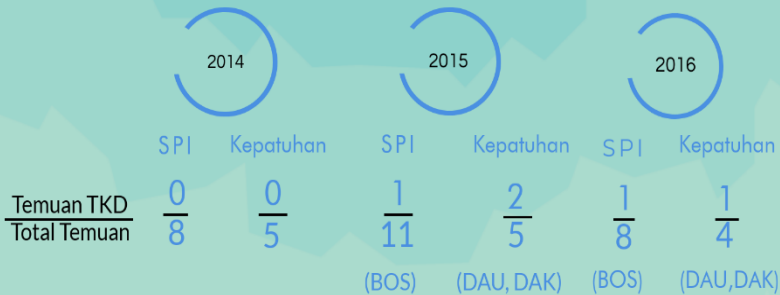 2014 2015 2016
SPI Kepatuhan SPI Kepatuhan SPI Kepatuhan
Temuan TKD 0 0 1 2 1 1
Total Temuan 8 5 11 5 8 4
(BOS) (DAU, DAK) (BOS) (DAU,DAK)